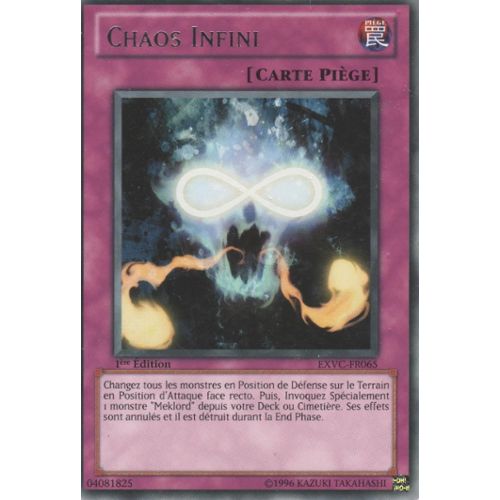 Chaos Infini
PIÈGE
罠
[Carte Piège]
1ère Édition
EXVC-FR065
Changez tous les monstres en Position de Défense sur le Terrain
en Position d'Attaque face recto. Puis, Invoquez Spécialement
1 monstre "Meklord" depuis votre Deck ou Cimetière. Ses effets
sont annulés et il est détruit durant la End Phase.
04081825
©1996 KAZUKI TAKAHASHI